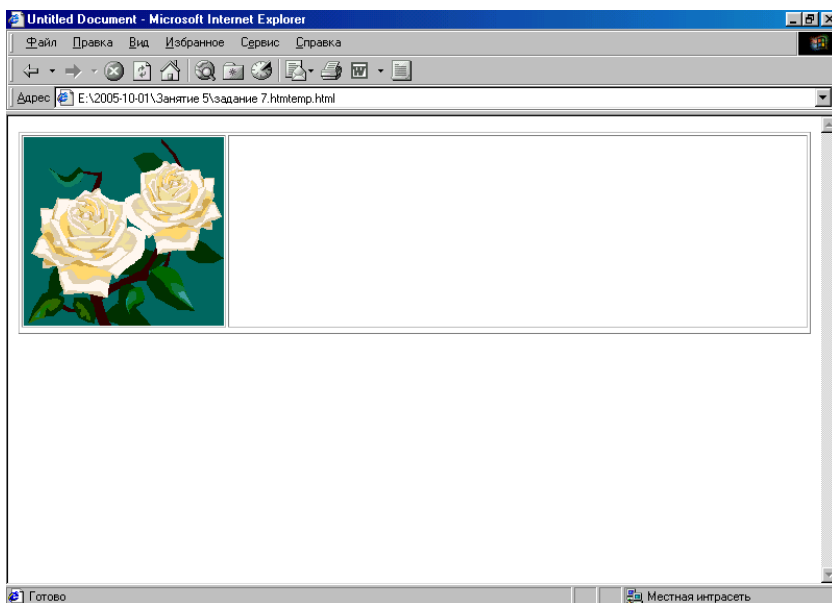 Untitled Document - Microsoft Internet Explorer
Файл Правка Вид Избранное Сервис Справка
Адрес E:\2005-10-01\Занятие 5\задание 7.htmtemp.html
Готово Местная интрасеть